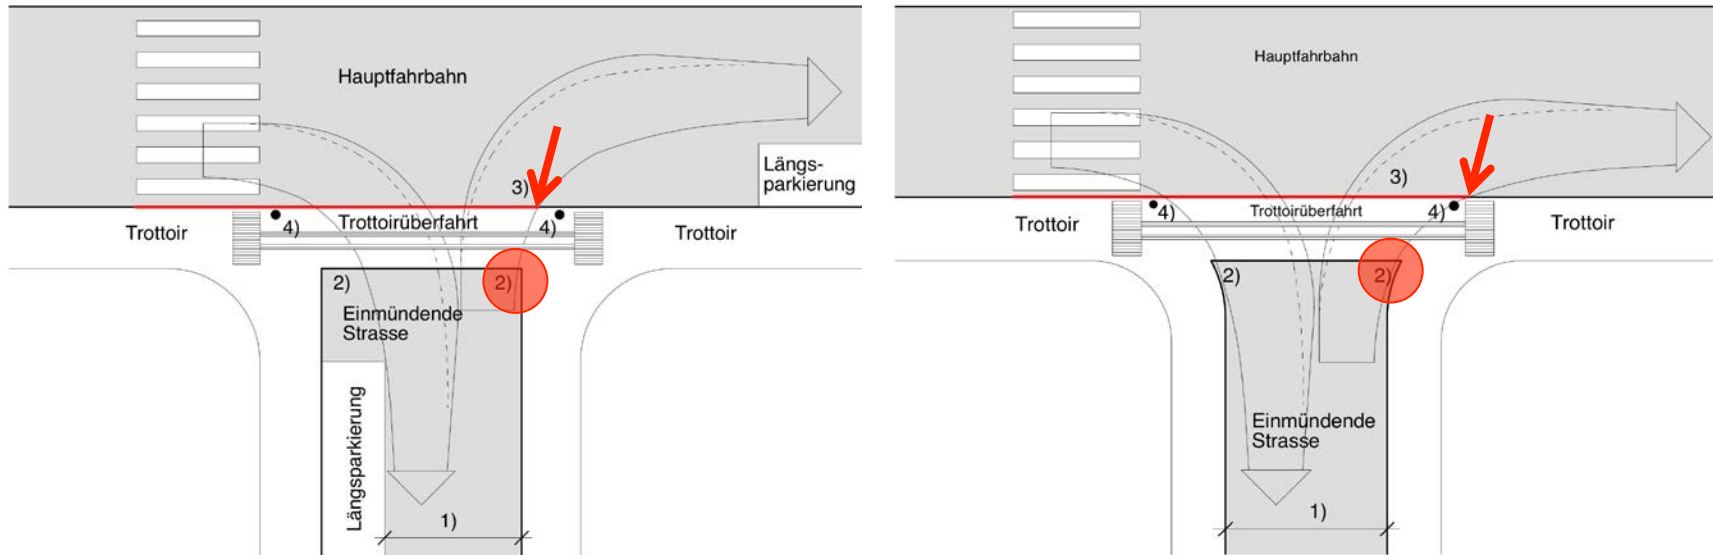 Hauptfahrbahn
Längs-
parkierung
3)
Trottoir
4)
Trottoirüberfahrt
4)
Trottoir
2)
2)
Einmündende
Strasse
Längsparkierung
1)
Hauptfahrbahn
3)
Trottoir
4)
Trottoirüberfahrt
4)
Trottoir
2)
2)
Einmündende
Strasse
1)